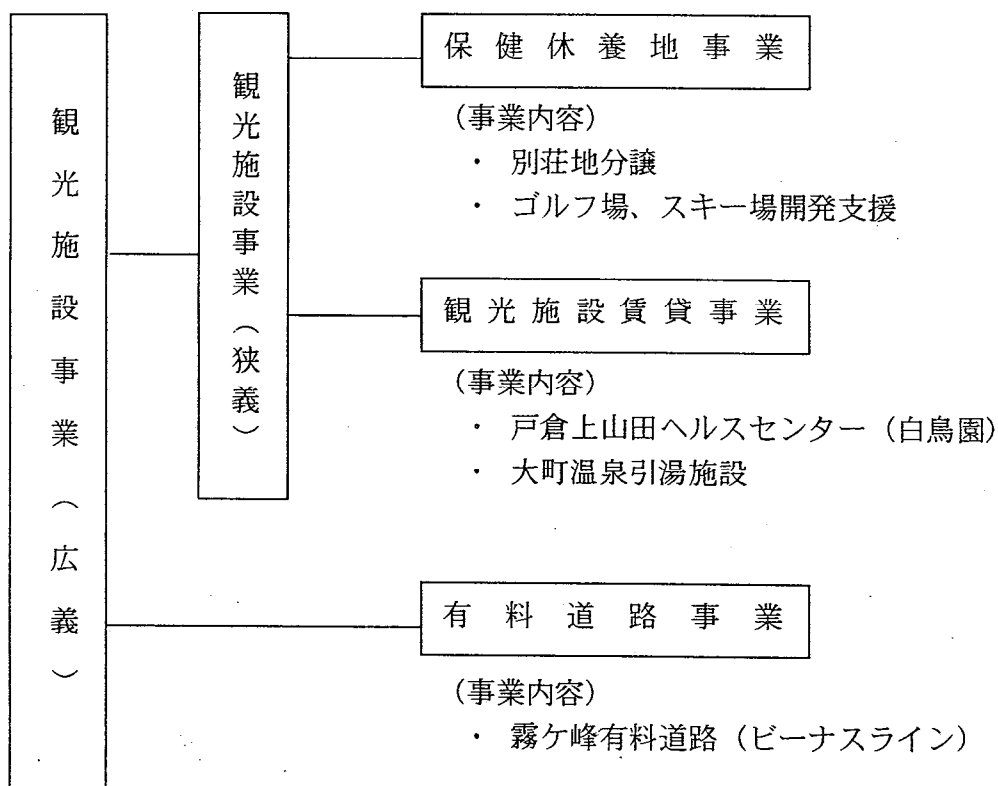 観光施設事業（広義）
観光施設事業（狭義）
保健休養地事業
（事業内容）
・ 別荘地分譲
・ ゴルフ場、スキー場開発支援
観光施設賃貸事業
（事業内容）
・ 戸倉上山田ヘルスセンター（白鳥園）
・ 大町温泉引湯施設
有料道路事業
（事業内容）
・ 霧ケ峰有料道路（ビーナスライン）